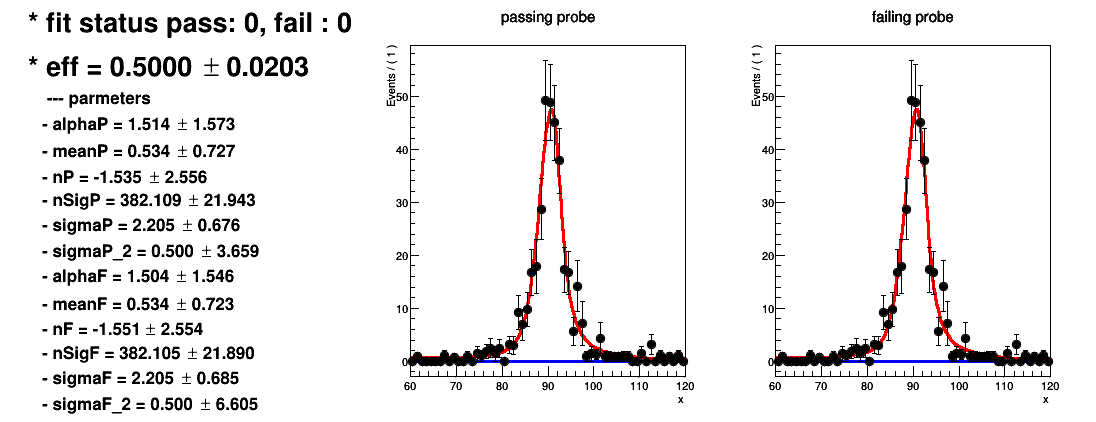 * fit status pass: 0, fail : 0
* eff = 0.5000 ± 0.0203
--- parmeters
- alphaP = 1.514 ± 1.573
- meanP = 0.534 ± 0.727
- nP = -1.535 ± 2.556
- nSigP = 382.109 ± 21.943
- sigmaP = 2.205 ± 0.676
- sigmaP_2 = 0.500 ± 3.659
- alphaF = 1.504 ± 1.546
- meanF = 0.534 ± 0.723
- nF = -1.551 ± 2.554
- nSigF = 382.105 ± 21.890
- sigmaF = 2.205 ± 0.685
- sigmaF_2 = 0.500 ± 6.605
passing probe
Events / ( 1 )
50
40
30
20
10
0
60 70 80 90 100 110 120
x
failing probe
Events / ( 1 )
50
40
30
20
10
0
60 70 80 90 100 110 120
x